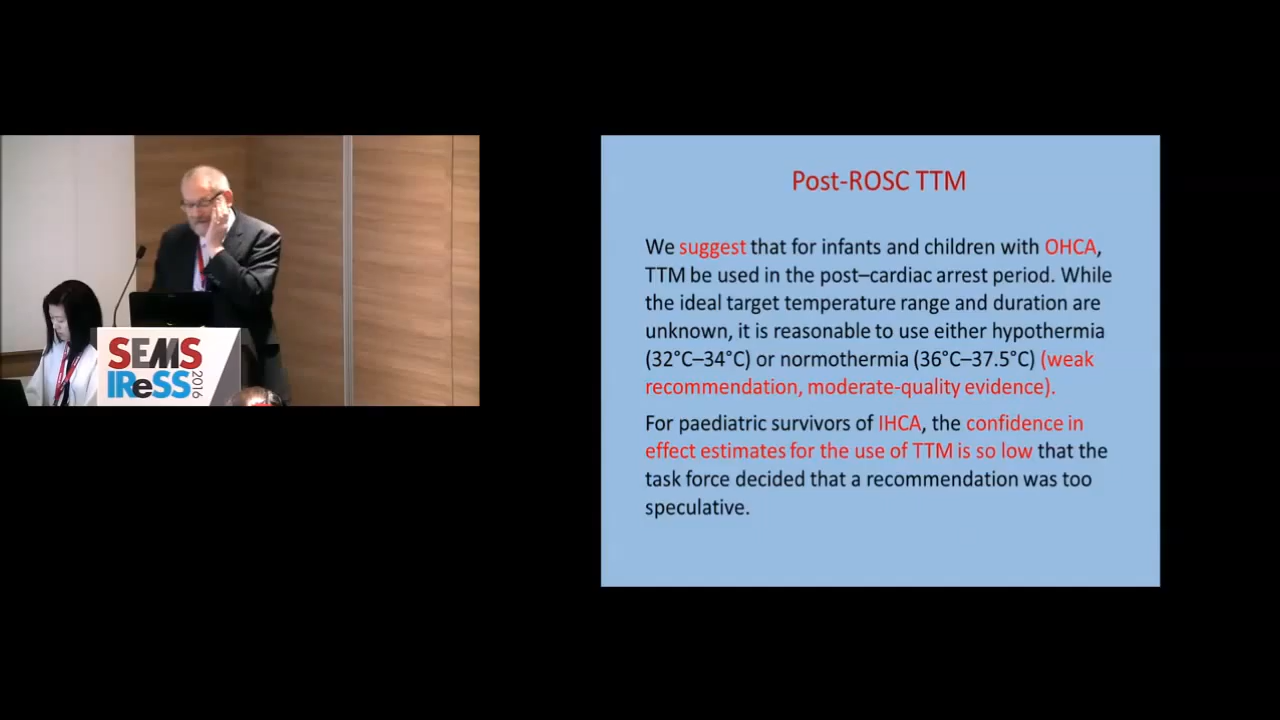 SEMS
IReSS 2016
Post-ROSC TTM
We suggest that for infants and children with OHCA,
TTM be used in the post–cardiac arrest period. While
the ideal target temperature range and duration are
unknown, it is reasonable to use either hypothermia
(32°C–34°C) or normothermia (36°C–37.5°C) (weak
recommendation, moderate-quality evidence).
For paediatric survivors of IHCA, the confidence in
effect estimates for the use of TTM is so low that the
task force decided that a recommendation was too
speculative.